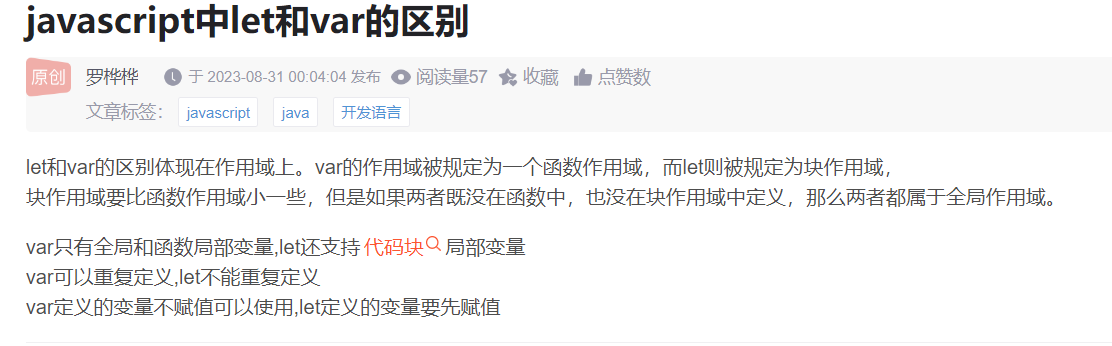 javascript中let和var的区别
原创 罗桦桦 于 2023-08-31 00:04:04 发布 阅读量57 收藏 点赞数
文章标签： javascript java 开发语言
let和var的区别体现在作用域上。var的作用域被规定为一个函数作用域，而let则被规定为块作用域，
块作用域要比函数作用域小一些，但是如果两者既没在函数中，也没在块作用域中定义，那么两者都属于全局作用域。
var只有全局和函数局部变量,let还支持 代码块 局部变量
var可以重复定义,let不能重复定义
var定义的变量不赋值可以使用,let定义的变量要先赋值